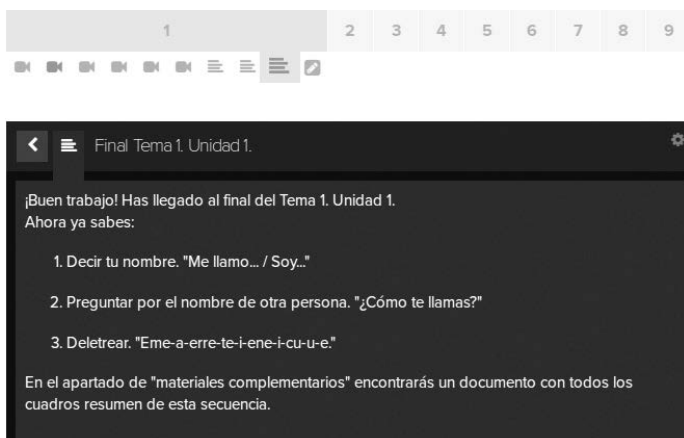 1 2 3 4 5 6 7 8 9
Final Tema 1. Unidad 1.
¡Buen trabajo! Has llegado al final del Tema 1. Unidad 1.
Ahora ya sabes:
1. Decir tu nombre. "Me llamo... / Soy..."
2. Preguntar por el nombre de otra persona. "¿Cómo te llamas?"
3. Deletrear. "Eme-a-erre-te-i-ene-i-cu-u-e."
En el apartado de "materiales complementarios" encontrarás un documento con todos los
cuadros resumen de esta secuencia.